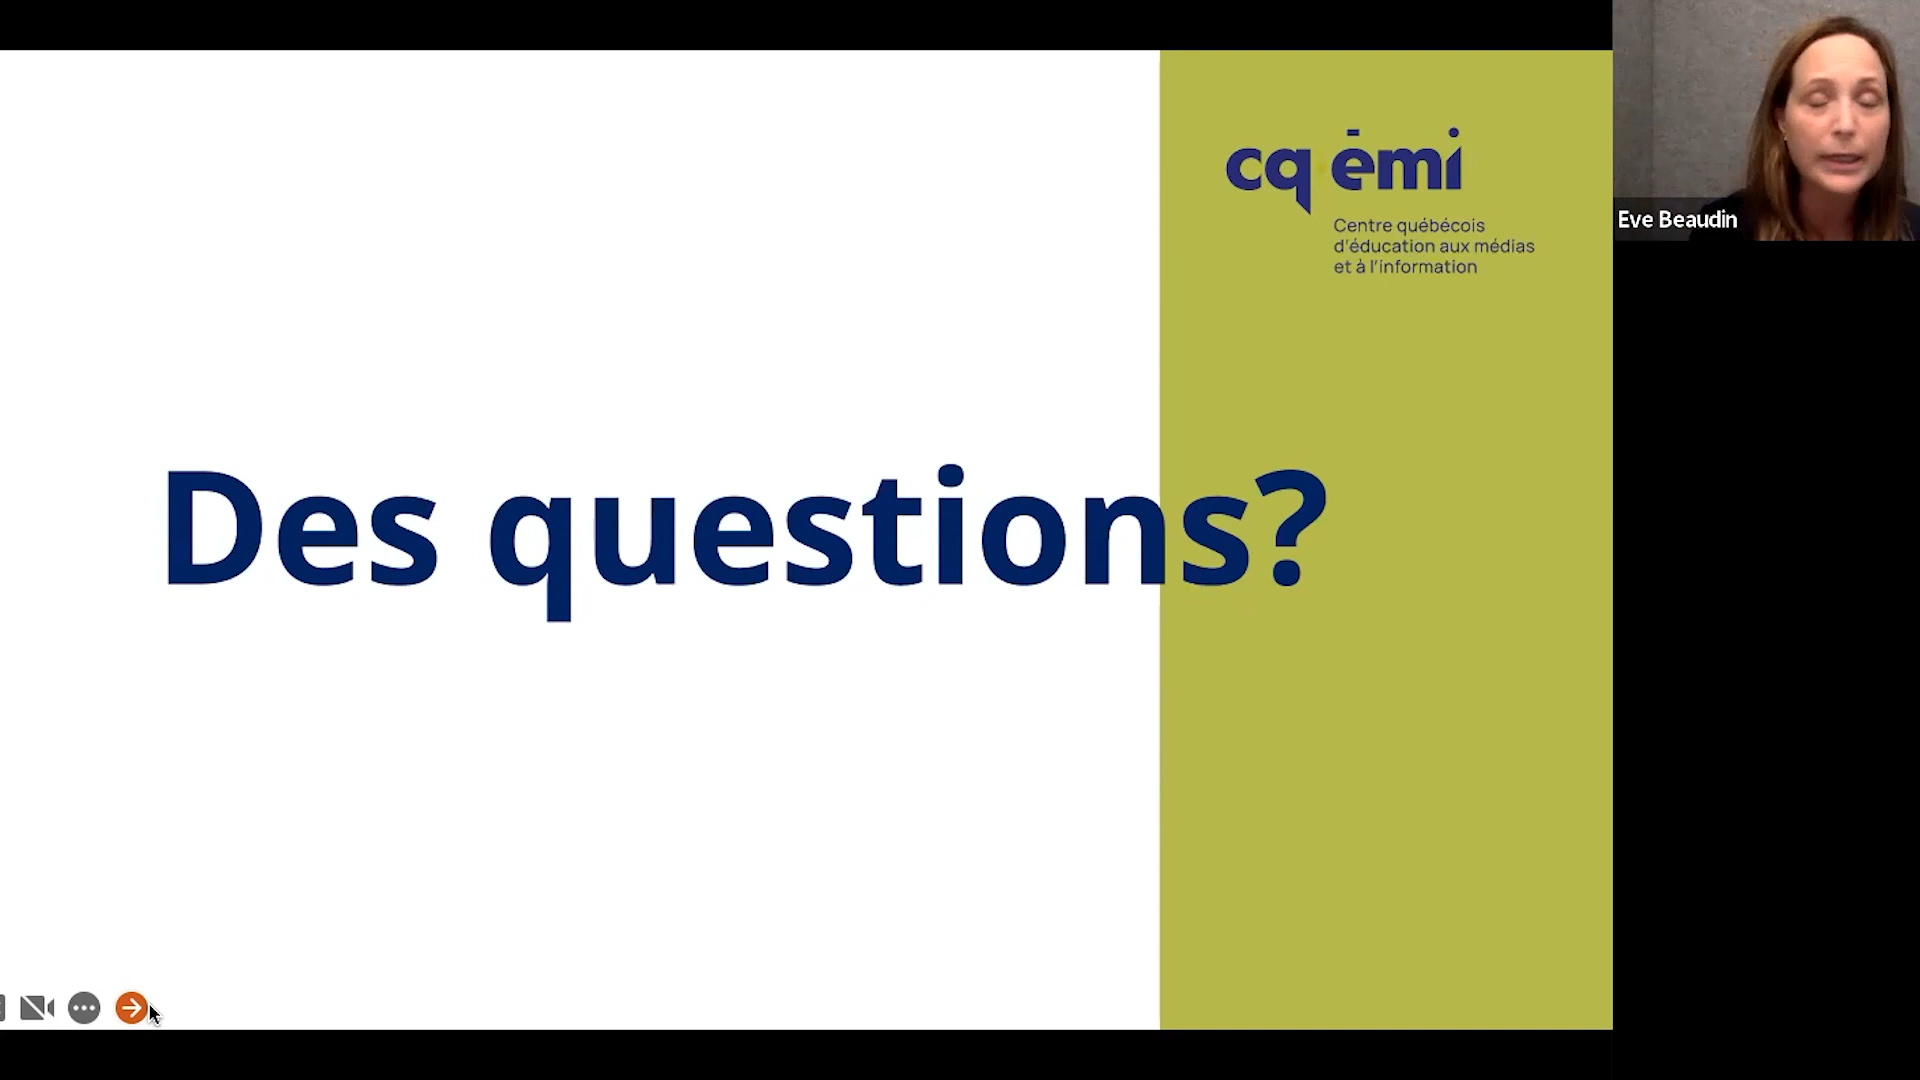 cq émi
Centre québécois
d'éducation aux médias
et à l'information
Eve Beaudin
Des questions?